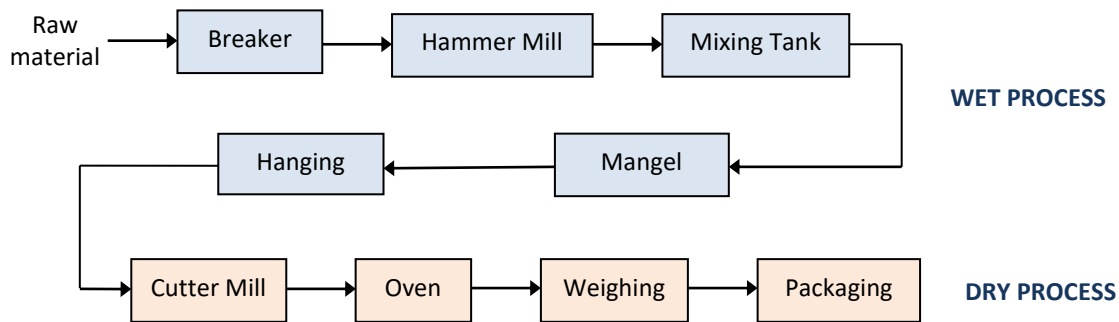 Raw
material
Breaker
Hammer Mill
Mixing Tank
WET PROCESS
Hanging
Mangel
Cutter Mill
Oven
Weighing
Packaging
DRY PROCESS